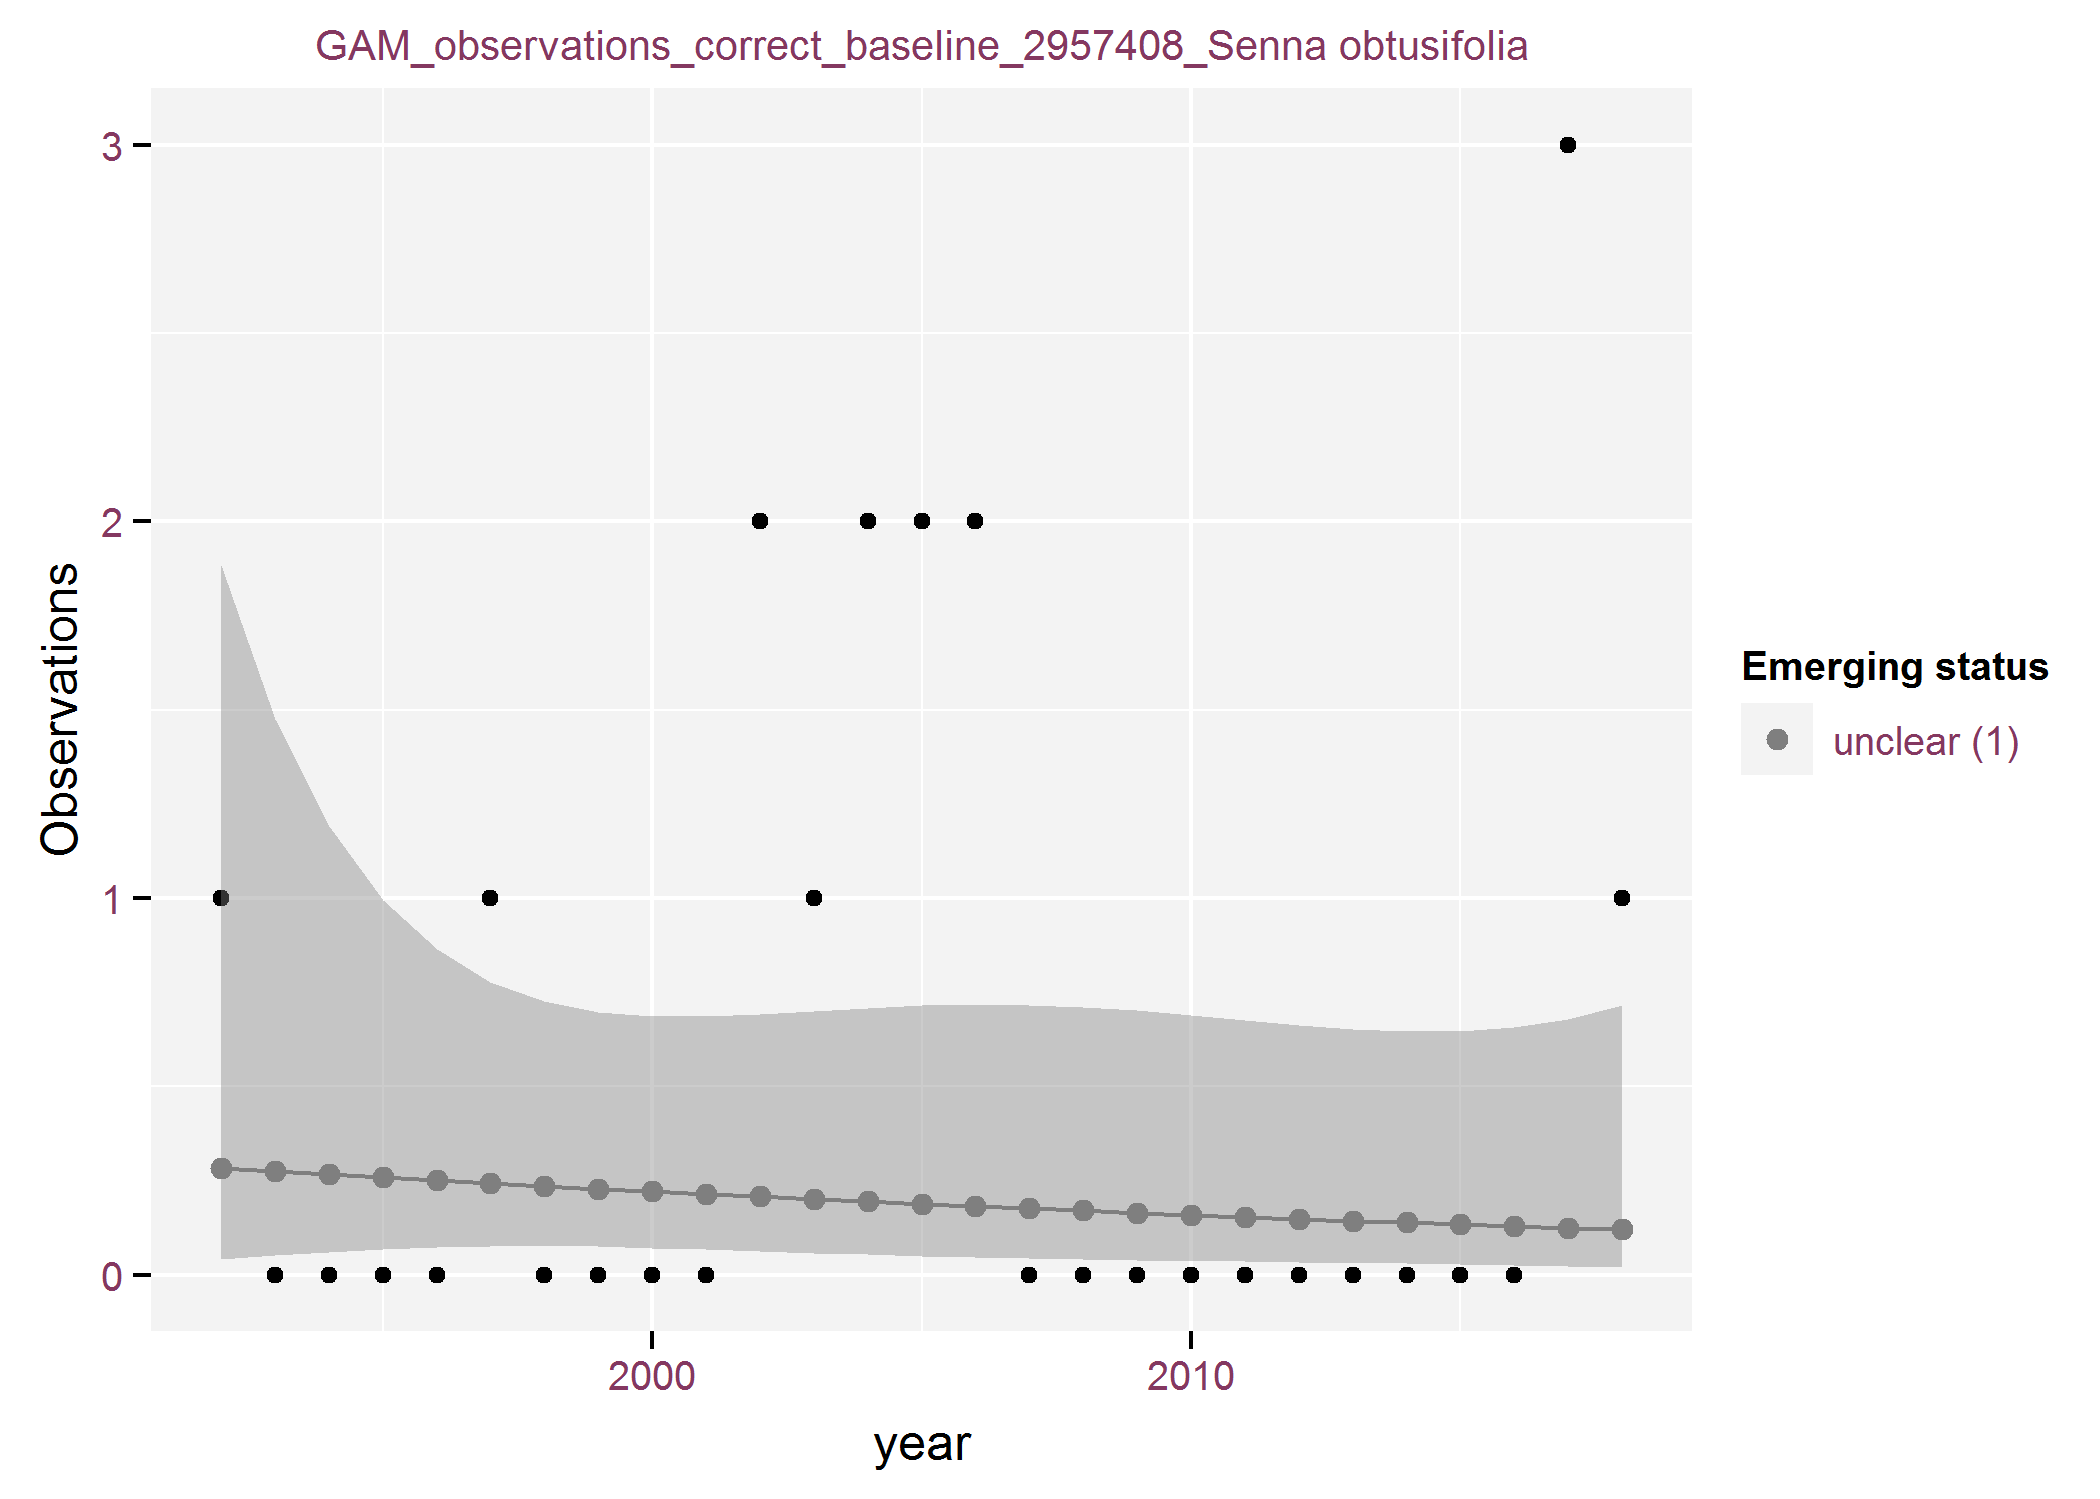 GAM_observations_correct_baseline_2957408_Senna obtusifolia
3
2
1
0
Observations
2000
2010
year
Emerging status
unclear (1)